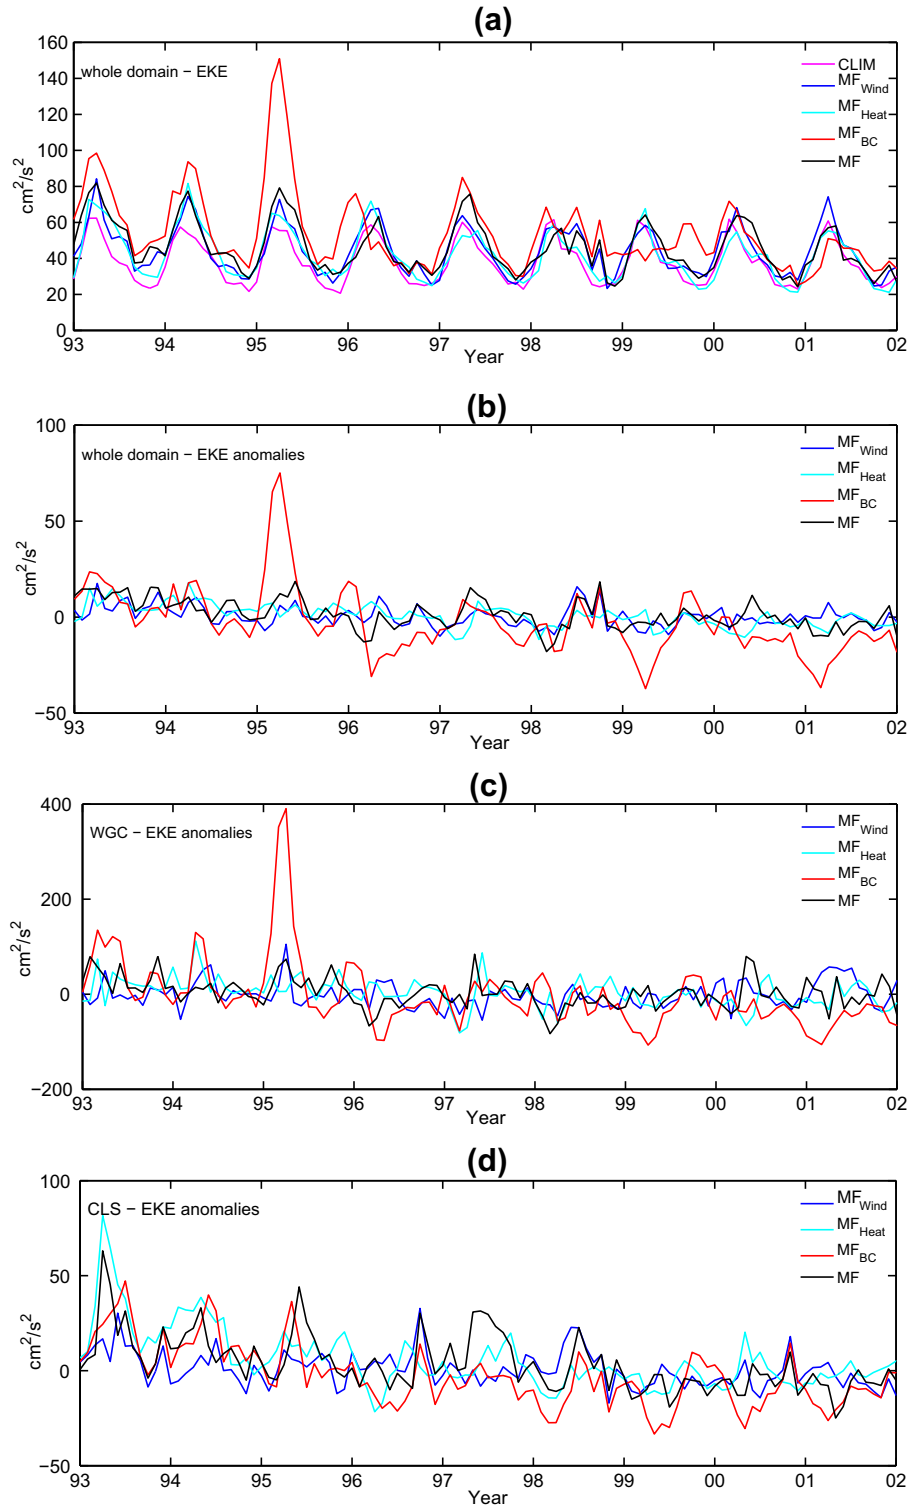 (a)
160
140
120
100
80
60
40
20
0
cm²/s²
whole domain − EKE
CLIM
MF_Wind
MF_Heat
MF_BC
MF
93 94 95 96 97 98 99 00 01 02
Year
(b)
100
50
0
−50
cm²/s²
whole domain − EKE anomalies
MF_Wind
MF_Heat
MF_BC
MF
93 94 95 96 97 98 99 00 01 02
Year
(c)
400
200
0
−200
cm²/s²
WGC − EKE anomalies
MF_Wind
MF_Heat
MF_BC
MF
93 94 95 96 97 98 99 00 01 02
Year
(d)
100
50
0
−50
cm²/s²
CLS − EKE anomalies
MF_Wind
MF_Heat
MF_BC
MF
93 94 95 96 97 98 99 00 01 02
Year